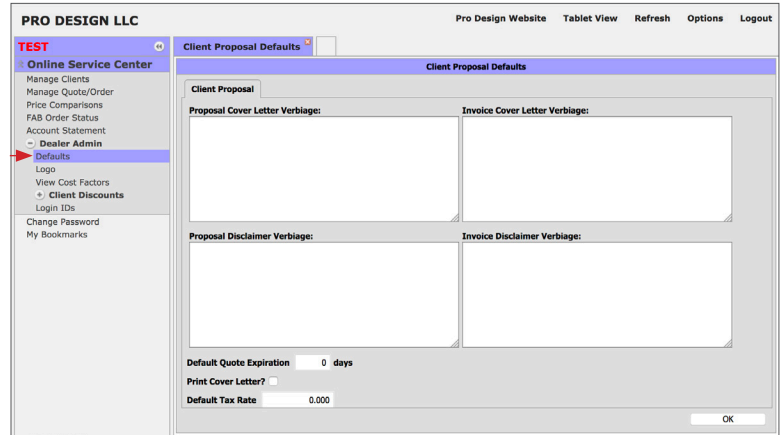 PRO DESIGN LLC
Pro Design Website Tablet View Refresh Options Logout
TEST
Online Service Center
Manage Clients
Manage Quote/Order
Price Comparisons
FAB Order Status
Account Statement
Dealer Admin
Defaults
Logo
View Cost Factors
Client Discounts
Login IDs
Change Password
My Bookmarks
Client Proposal Defaults
Client Proposal Defaults
Client Proposal
Proposal Cover Letter Verbiage: Invoice Cover Letter Verbiage:
Proposal Disclaimer Verbiage: Invoice Disclaimer Verbiage:
Default Quote Expiration 0 days
Print Cover Letter?
Default Tax Rate 0.000
OK